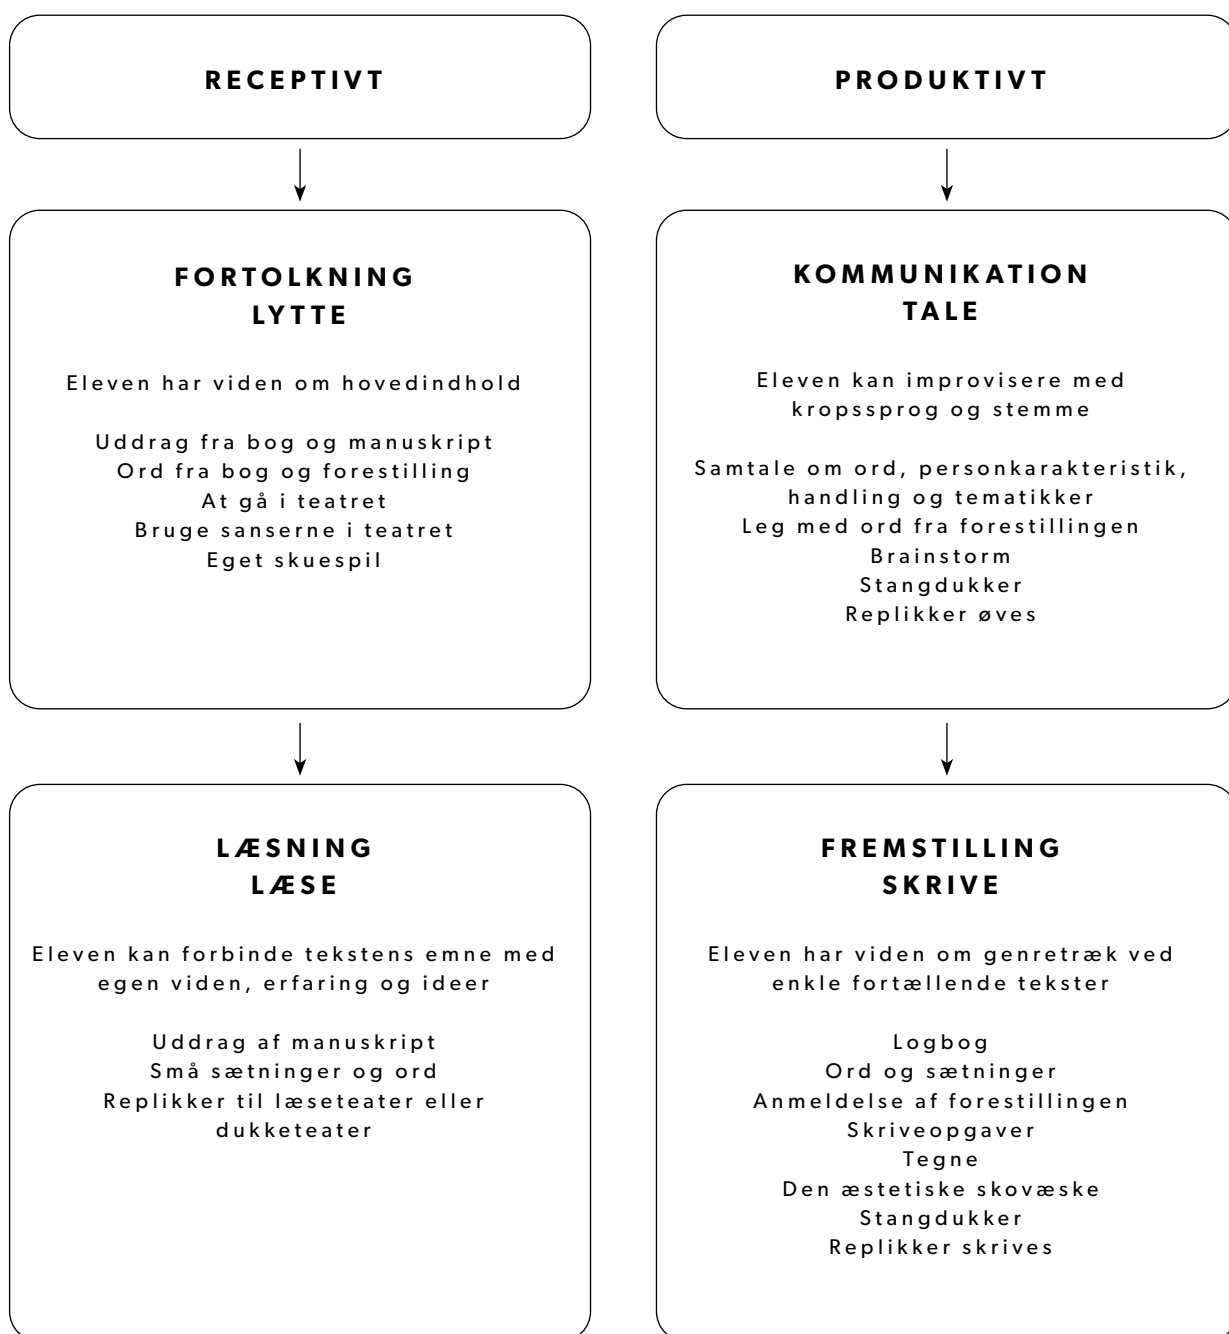 RECEPTIVT
FORTOLKNING
LYTTE
Eleven har viden om hovedindhold
Uddrag fra bog og manuskript
Ord fra bog og forestilling
At gå i teatret
Bruge sanserne i teatret
Eget skuespil
LÆSNING
LÆSE
Eleven kan forbinde tekstens emne med
egen viden, erfaring og ideer
Uddrag af manuskript
Små sætninger og ord
Replikker til læseteater eller
dukketeater
PRODUKTIVT
KOMMUNIKATION
TALE
Eleven kan improvisere med
kropssprog og stemme
Samtale om ord, personkarakteristik,
handling og tematikker
Leg med ord fra forestillingen
Brainstorm
Stangdukker
Replikker øves
FREMSTILLING
SKRIVE
Eleven har viden om genretræk ved
enkle fortællende tekster
Logbog
Ord og sætninger
Anmeldelse af forestillingen
Skriveopgaver
Tegne
Den æstetiske skovæske
Stangdukker
Replikker skrives